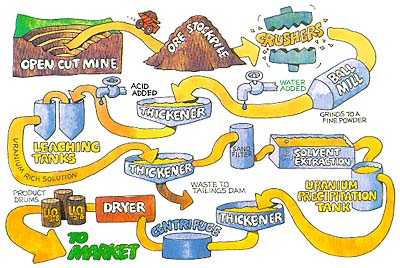 OPEN CUT MINE
ORE STOCKPILE
CRUSHERS
BALL
MILL
GRINDS TO A
FINE POWDER
WATER
ADDED
THICKENER
ACID
ADDED
LEACHING
TANKS
URANIUM RICH SOLUTION
THICKENER
WASTE TO
TAILINGS DAM
SAND
FILTER
SOLVENT
EXTRACTION
URANIUM
PRECIPITATION
TANK
THICKENER
CENTRIFUGE
DRYER
PRODUCT
DRUMS
TO
MARKET